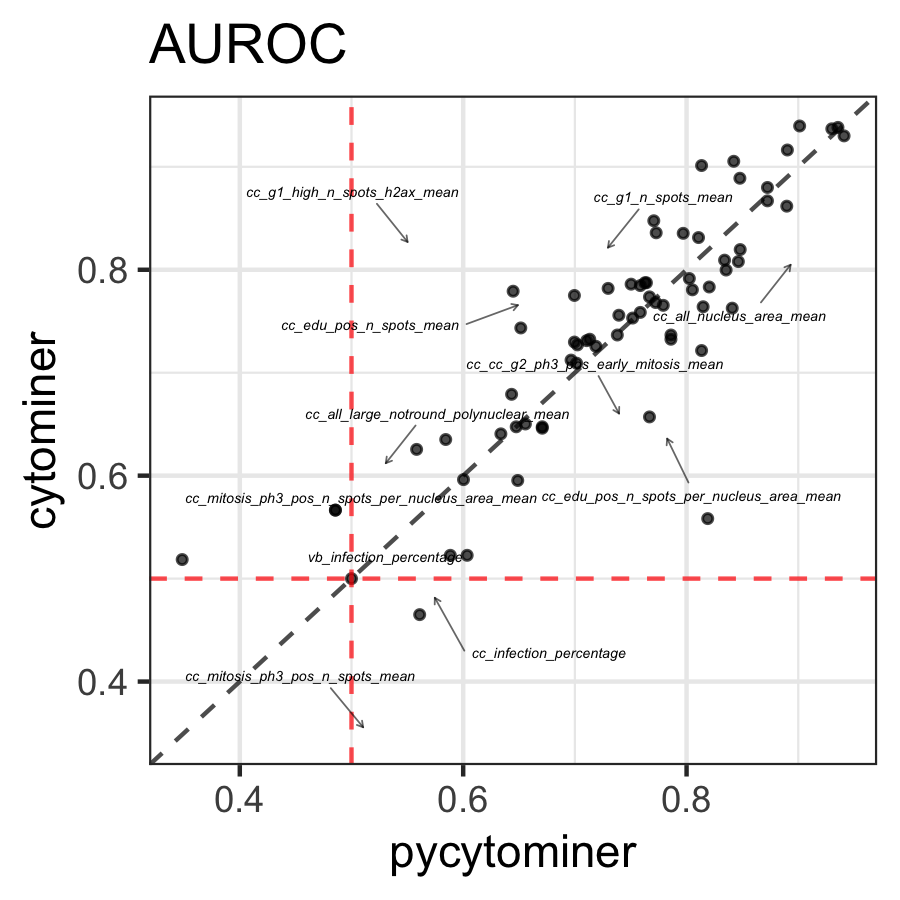 AUROC
cc_g1_high_n_spots_h2ax_mean
cc_g1_n_spots_mean
0.8
cc_all_nucleus_area_mean
cc_edu_pos_n_spots_mean
cc_cc_g2_ph3_pos_early_mitosis_mean
cc_all_large_notround_polynuclear_mean
cytominer
0.6
cc_mitosis_ph3_pos_n_spots_per_nucleus_area_mean
cc_edu_pos_n_spots_per_nucleus_area_mean
vb_infection_percentage
cc_infection_percentage
cc_mitosis_ph3_pos_n_spots_mean
0.4
0.4 0.6 0.8
pycytominer